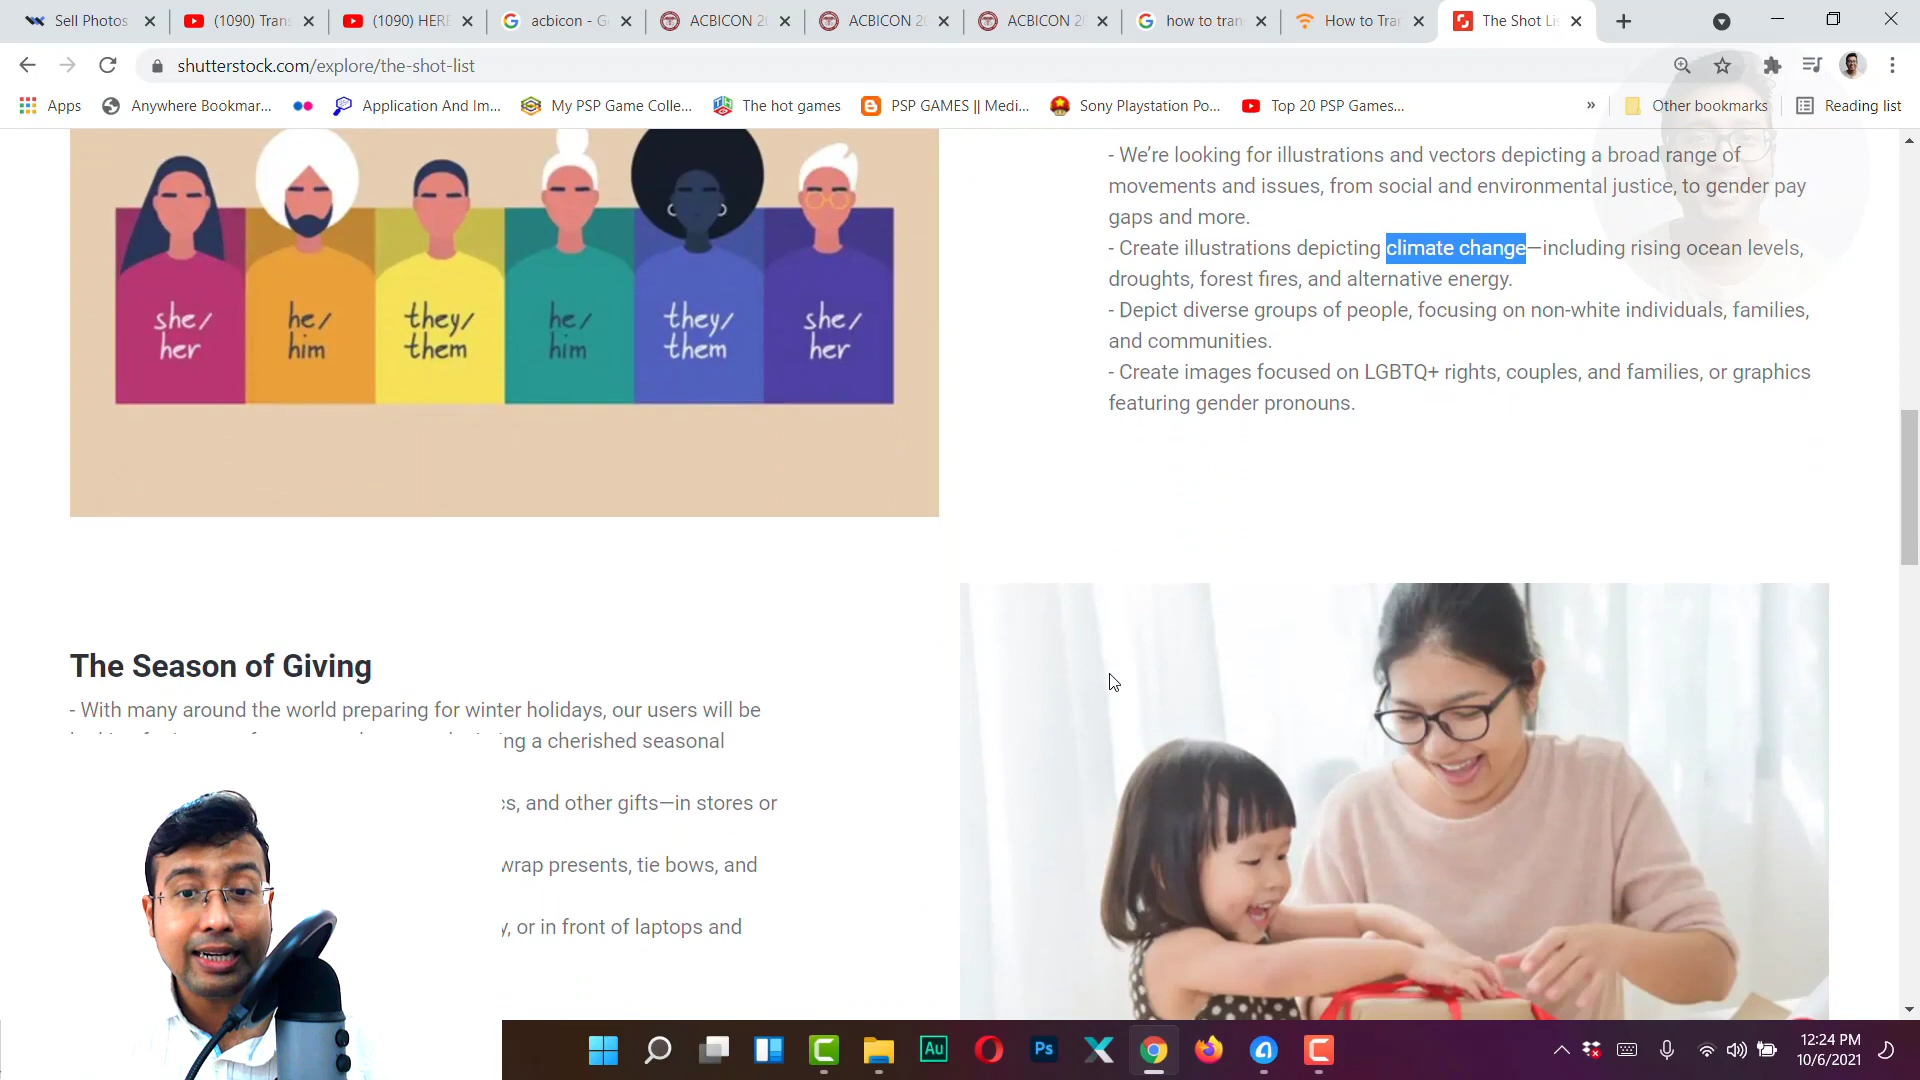 Sell Photos
(1090) Tran
(1090) HERE
acbicon - G
ACBICON 2
ACBICON 2
ACBICON 2
how to tran
How to Tra
The Shot Li
shutterstock.com/explore/the-shot-list
Apps
Anywhere Bookmar...
Application And Im...
My PSP Game Colle...
The hot games
PSP GAMES || Medi...
Sony Playstation Po...
Top 20 PSP Games...
»
Other bookmarks
Reading list
she/
her
he/
him
they/
them
he/
him
they/
them
she/
her
- We’re looking for illustrations and vectors depicting a broad range of
movements and issues, from social and environmental justice, to gender pay
gaps and more.
- Create illustrations depicting climate change—including rising ocean levels,
droughts, forest fires, and alternative energy.
- Depict diverse groups of people, focusing on non-white individuals, families,
and communities.
- Create images focused on LGBTQ+ rights, couples, and families, or graphics
featuring gender pronouns.
The Season of Giving
- With many around the world preparing for winter holidays, our users will be
a cherished seasonal
and other gifts—in stores or
wrap presents, tie bows, and
or in front of laptops and
Au
Ps
12:24 PM
10/6/2021